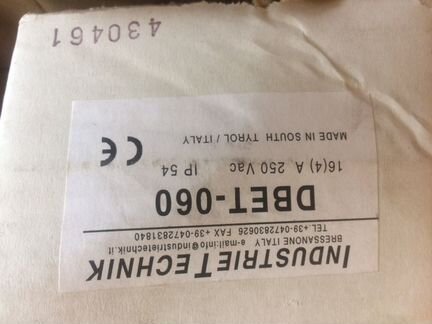 INDUSTRIETECHNIK
BRESSANONE ITALY e-mail:info@industrietechnik.it
TEL.+39-0472830626 FAX +39-0472831840
DBET-060
16(4) A 250 Vac IP 54
CE
MADE IN SOUTH TYROL / ITALY
430461